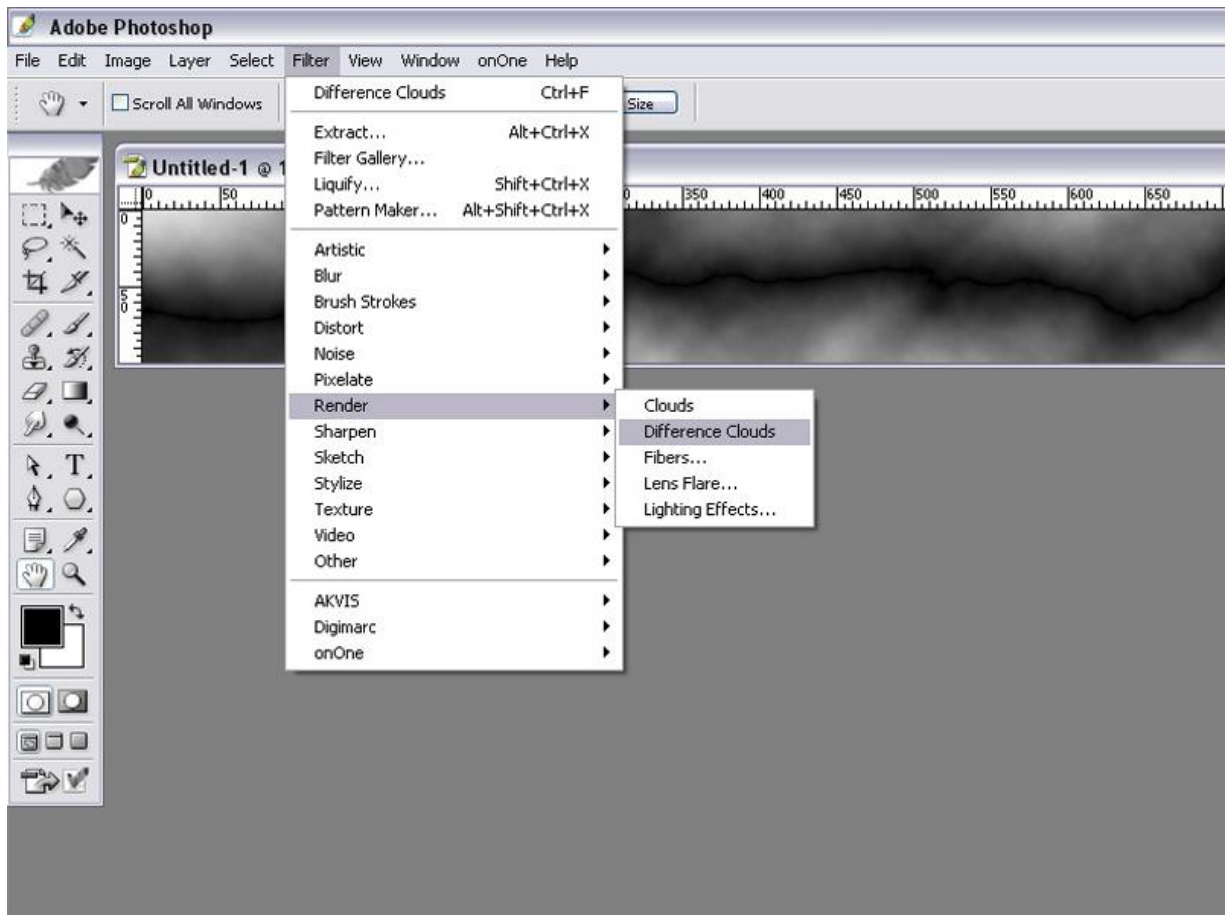 Adobe Photoshop
File Edit Image Layer Select Filter View Window onOne Help
Scroll All Windows
Size
Difference Clouds Ctrl+F
Extract... Alt+Ctrl+X
Filter Gallery...
Liquify... Shift+Ctrl+X
Pattern Maker... Alt+Shift+Ctrl+X
Untitled-1 @ 1
0 50 0 350 400 450 500 550 600 650
0
50
Artistic
Blur
Brush Strokes
Distort
Noise
Pixelate
Render
Sharpen
Sketch
Stylize
Texture
Video
Other
AKVIS
Digimarc
onOne
Clouds
Difference Clouds
Fibers...
Lens Flare...
Lighting Effects...
T